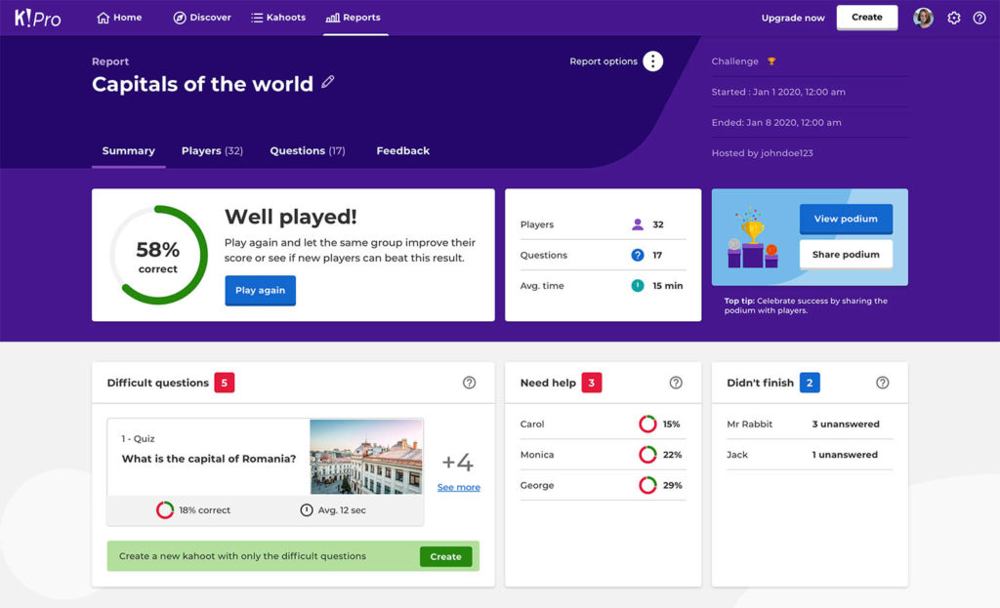 K!Pro
Home
Discover
Kahoots
Reports
Upgrade now
Create
Report
Capitals of the world
Report options
Challenge
Started : Jan 1 2020, 12:00 am
Ended: Jan 8 2020, 12:00 am
Hosted by johndoe123
Summary
Players (32)
Questions (17)
Feedback
58%
correct
Well played!
Play again and let the same group improve their
score or see if new players can beat this result.
Play again
Players 32
Questions 17
Avg. time 15 min
View podium
Share podium
Top tip: Celebrate success by sharing the
podium with players.
Difficult questions 5
1 - Quiz
What is the capital of Romania?
18% correct
Avg. 12 sec
+4
See more
Create a new kahoot with only the difficult questions
Create
Need help 3
Carol 15%
Monica 22%
George 29%
Didn't finish 2
Mr Rabbit 3 unanswered
Jack 1 unanswered